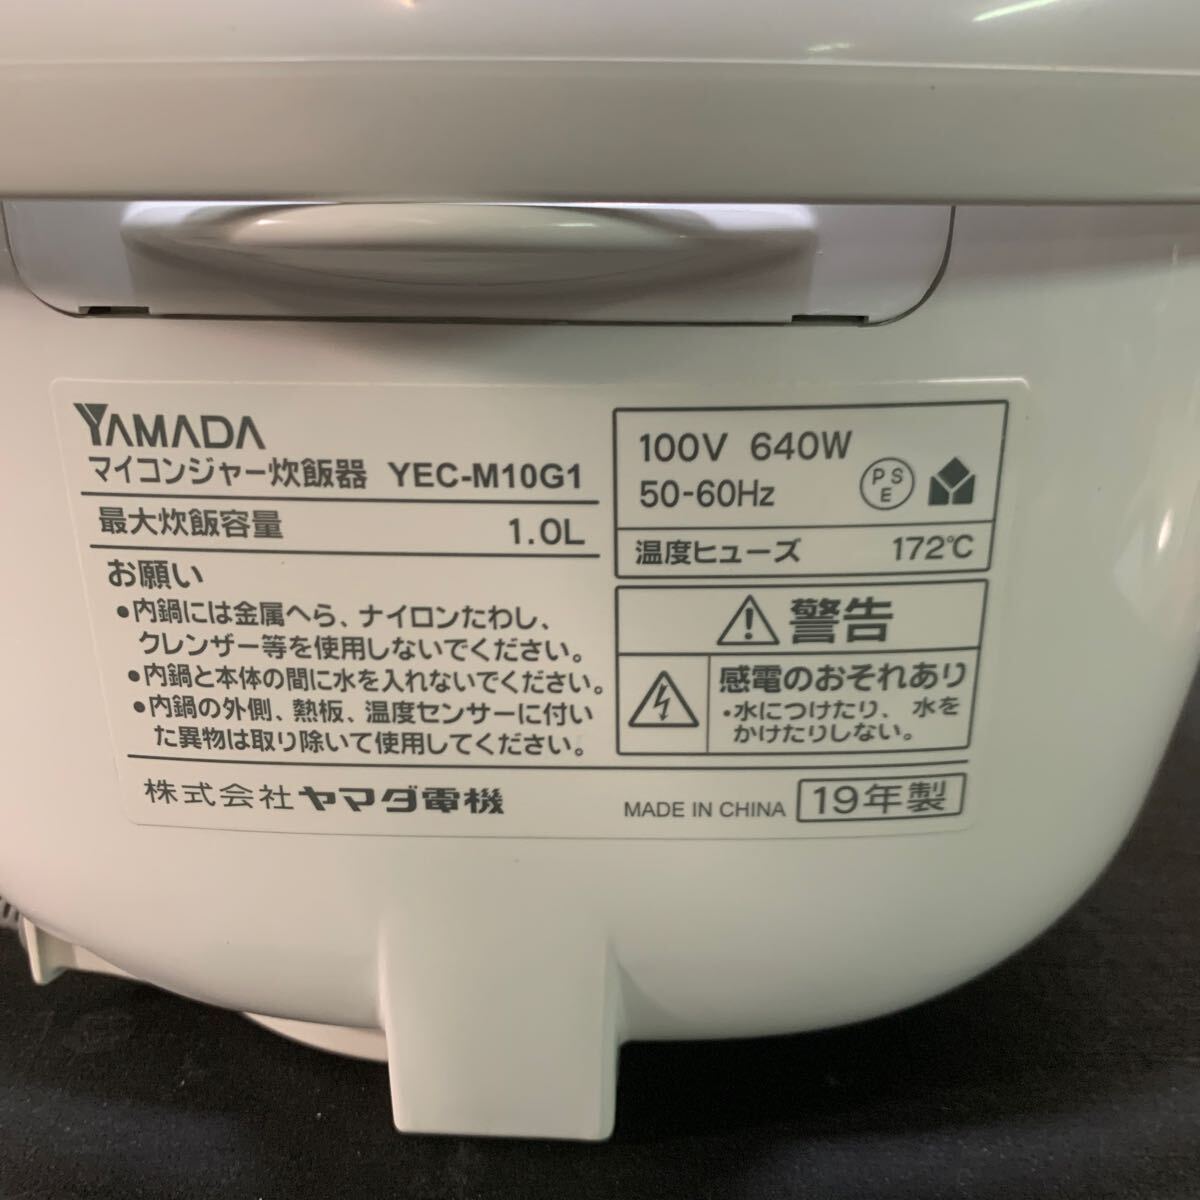 YAMADA
マイコンジャー炊飯器 YEC-M10G1
最大炊飯容量 1.0L
お願い
•内鍋には金属へら、ナイロンたわし、
クレンザー等を使用しないでください。
•内鍋と本体の間に水を入れないでください。
•内鍋の外側、熱板、温度センサーに付い
た異物は取り除いて使用してください。
100V 640W
50-60Hz
PSE
温度ヒューズ 172℃
警告
感電のおそれあり
・水につけたり、水を
かけたりしない。
株式会社ヤマダ電機
MADE IN CHINA 19年製